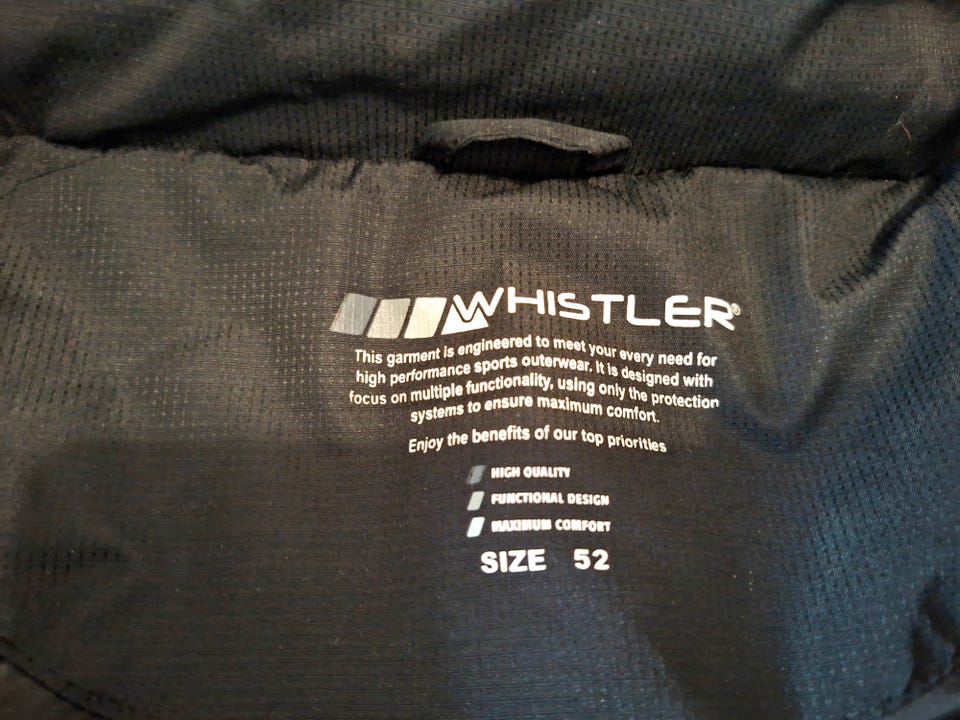 WHISTLER®
This garment is engineered to meet your every need for
high performance sports outerwear. It is designed with
focus on multiple functionality, using only the protection
systems to ensure maximum comfort.
Enjoy the benefits of our top priorities
HIGH QUALITY
FUNCTIONAL DESIGN
MAXIMUM COMFORT
SIZE 52